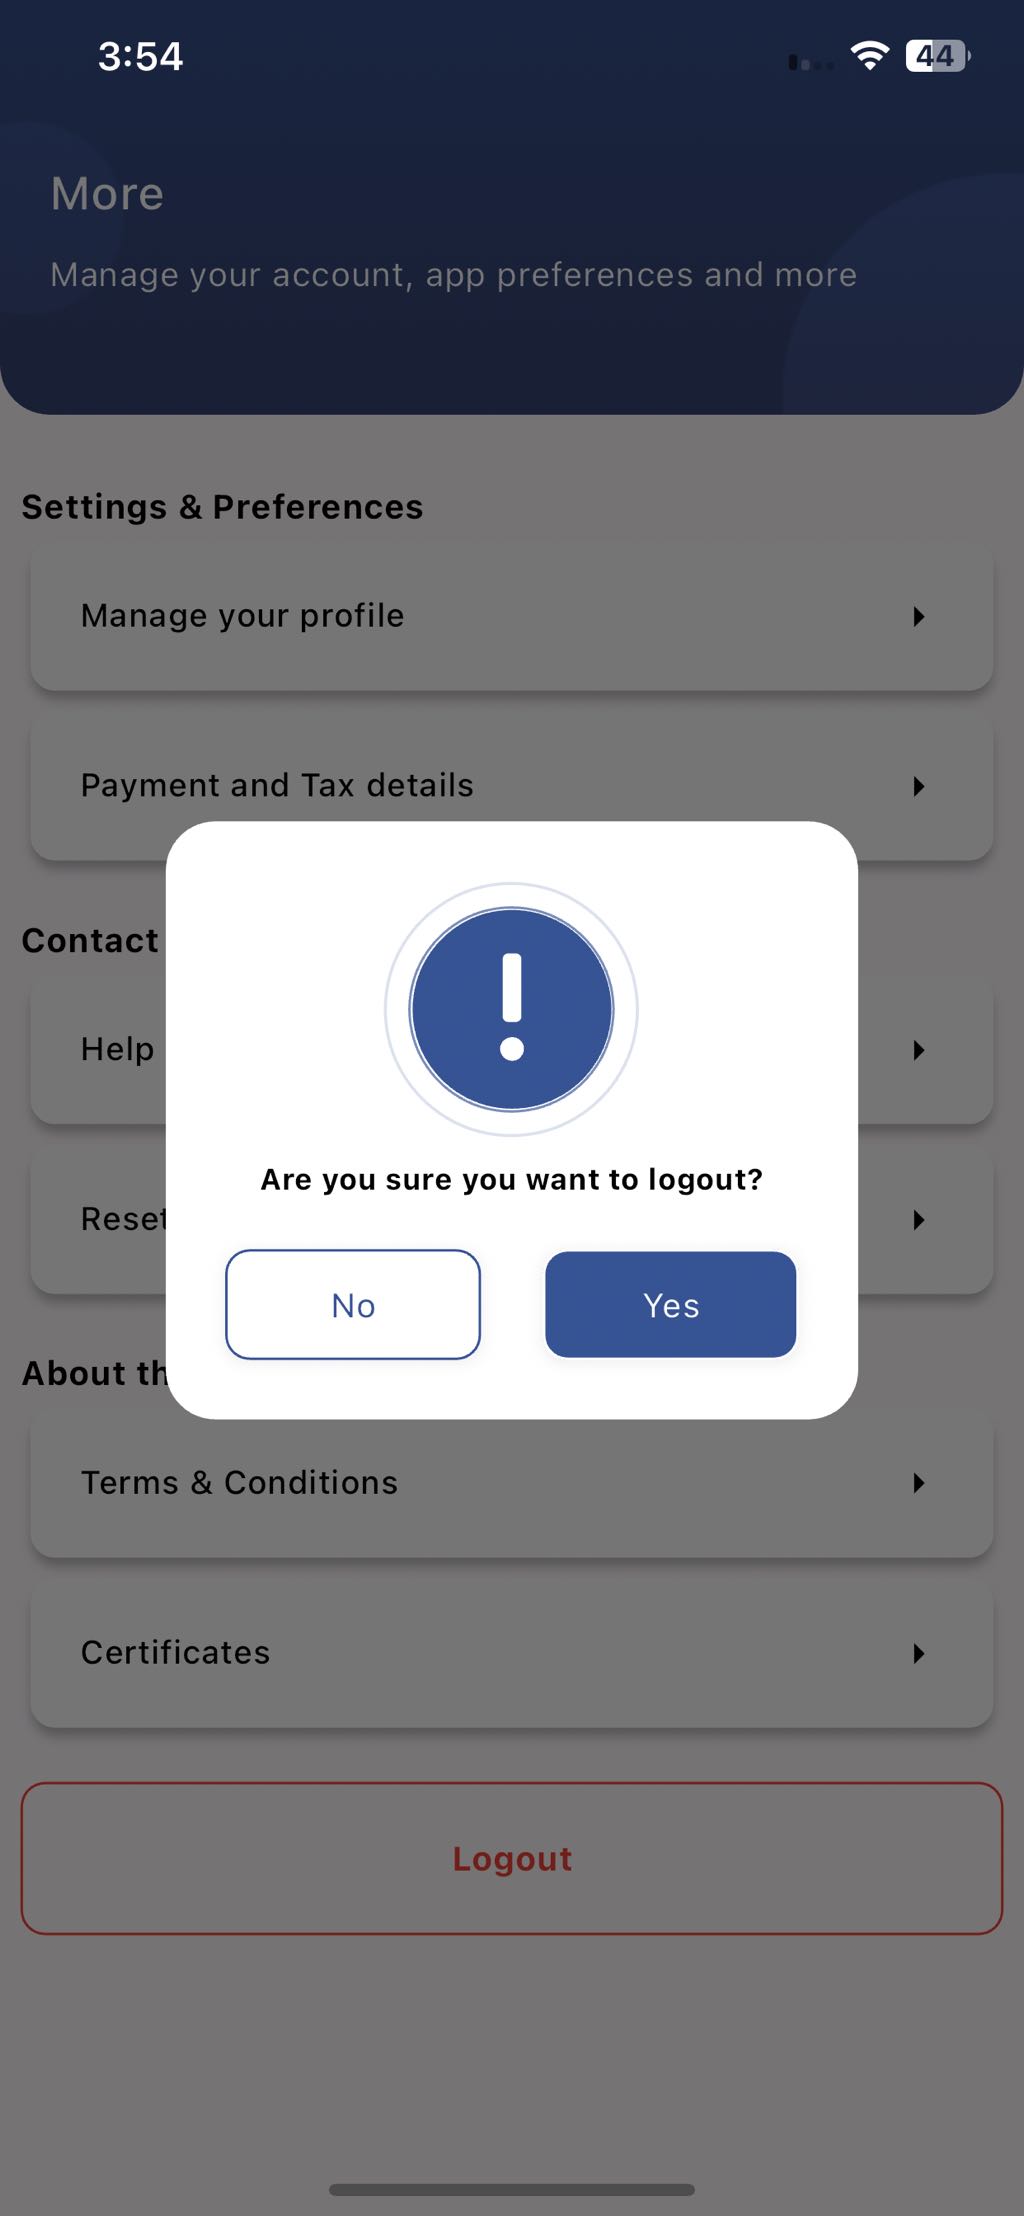 3:54
44
More
Manage your account, app preferences and more
Settings & Preferences
Manage your profile
Payment and Tax details
Contact
Help
Reset
Are you sure you want to logout?
No
Yes
About th
Terms & Conditions
Certificates
Logout